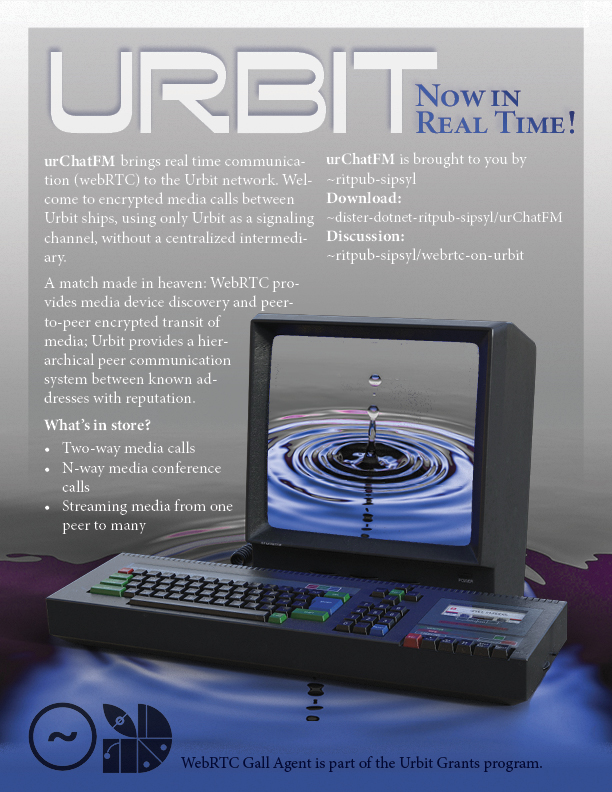 URBIT
Now in
Real Time!
urChatFM brings real time communica-
tion (webRTC) to the Urbit network. Wel-
come to encrypted media calls between
Urbit ships, using only Urbit as a signaling
channel, without a centralized intermedi-
ary.
A match made in heaven: WebRTC pro-
vides media device discovery and peer-
to-peer encrypted transit of
media; Urbit provides a hier-
archical peer communication
system between known ad-
dresses with reputation.
What's in store?
• Two-way media calls
• N-way media conference
calls
• Streaming media from one
peer to many
urChatFM is brought to you by
~ritpub-sipsyl
Download:
~dister-dotnet-ritpub-sipsyl/urChatFM
Discussion:
~ritpub-sipsyl/webrtc-on-urbit
POWER
~
WebRTC Gall Agent is part of the Urbit Grants program.